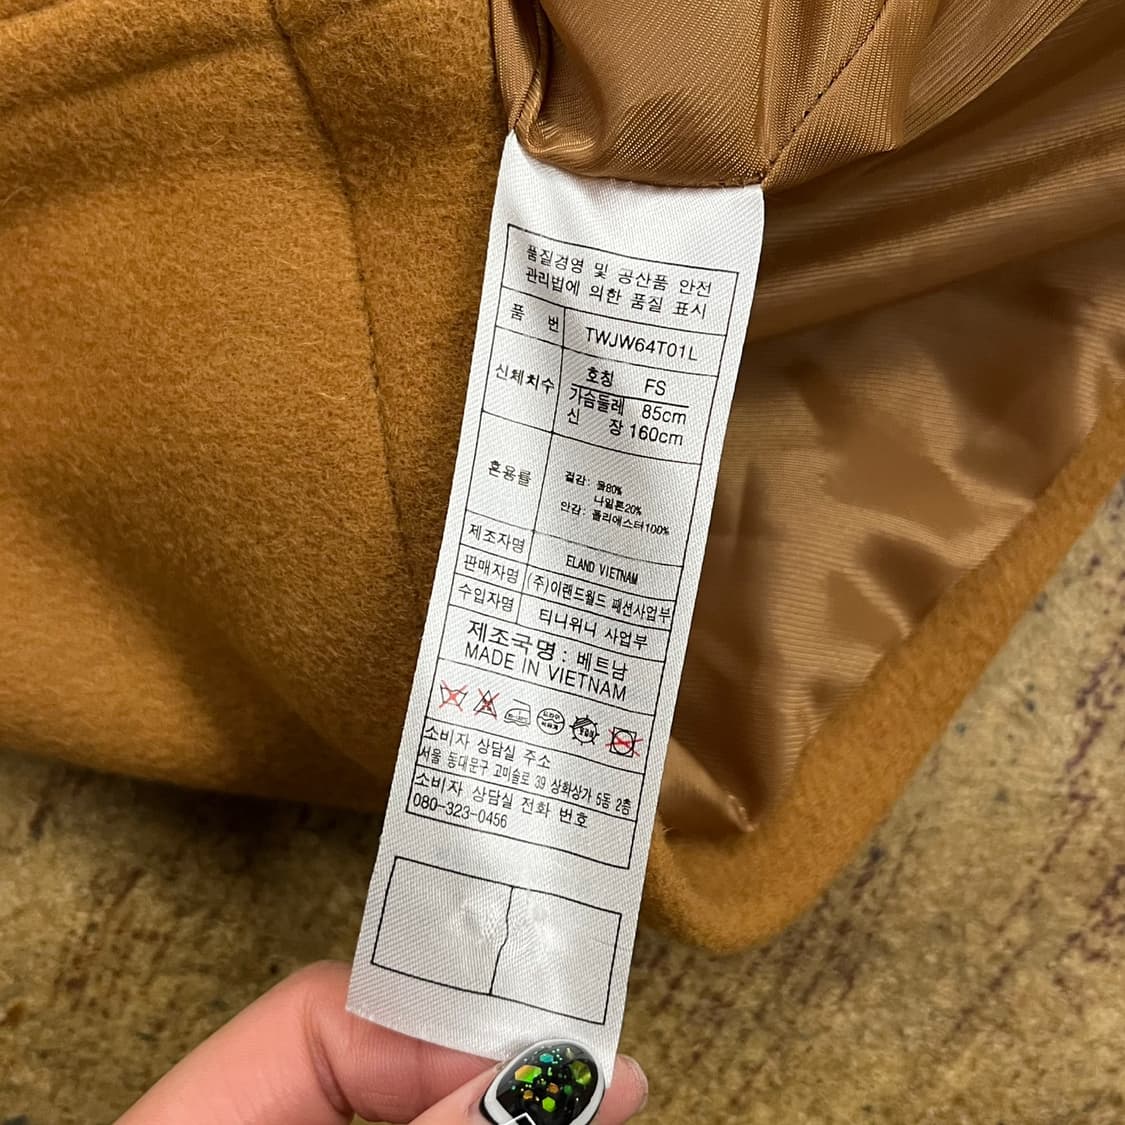 품질경영 및 공산품 안전
관리법에 의한 품질 표시
품 번 TWJW64T01L
신체치수 호칭 FS
가슴둘레 85cm
신 장 160cm
혼용률 겉감: 울80%
나일론20%
안감: 폴리에스터100%
제조자명 ELAND VIETNAM
판매자명 (주)이랜드월드 패션사업부
수입자명 티니위니 사업부
제조국명: 베트남
MADE IN VIETNAM
소비자 상담실 주소
서울 동대문구 고미술로 39 상화상가 6동 2층
소비자 상담실 전화 번호
080-323-0456